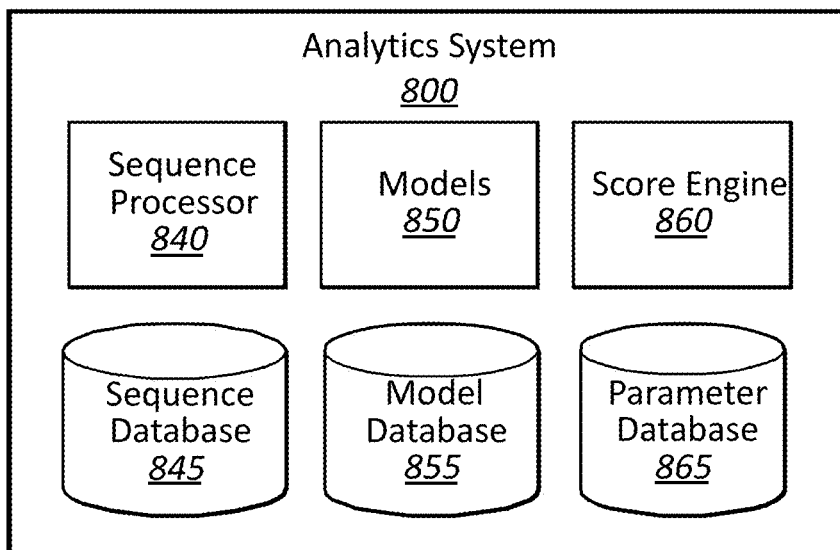 Analytics System
800
Sequence
Processor
840
Models
850
Score Engine
860
Sequence
Database
845
Model
Database
855
Parameter
Database
865